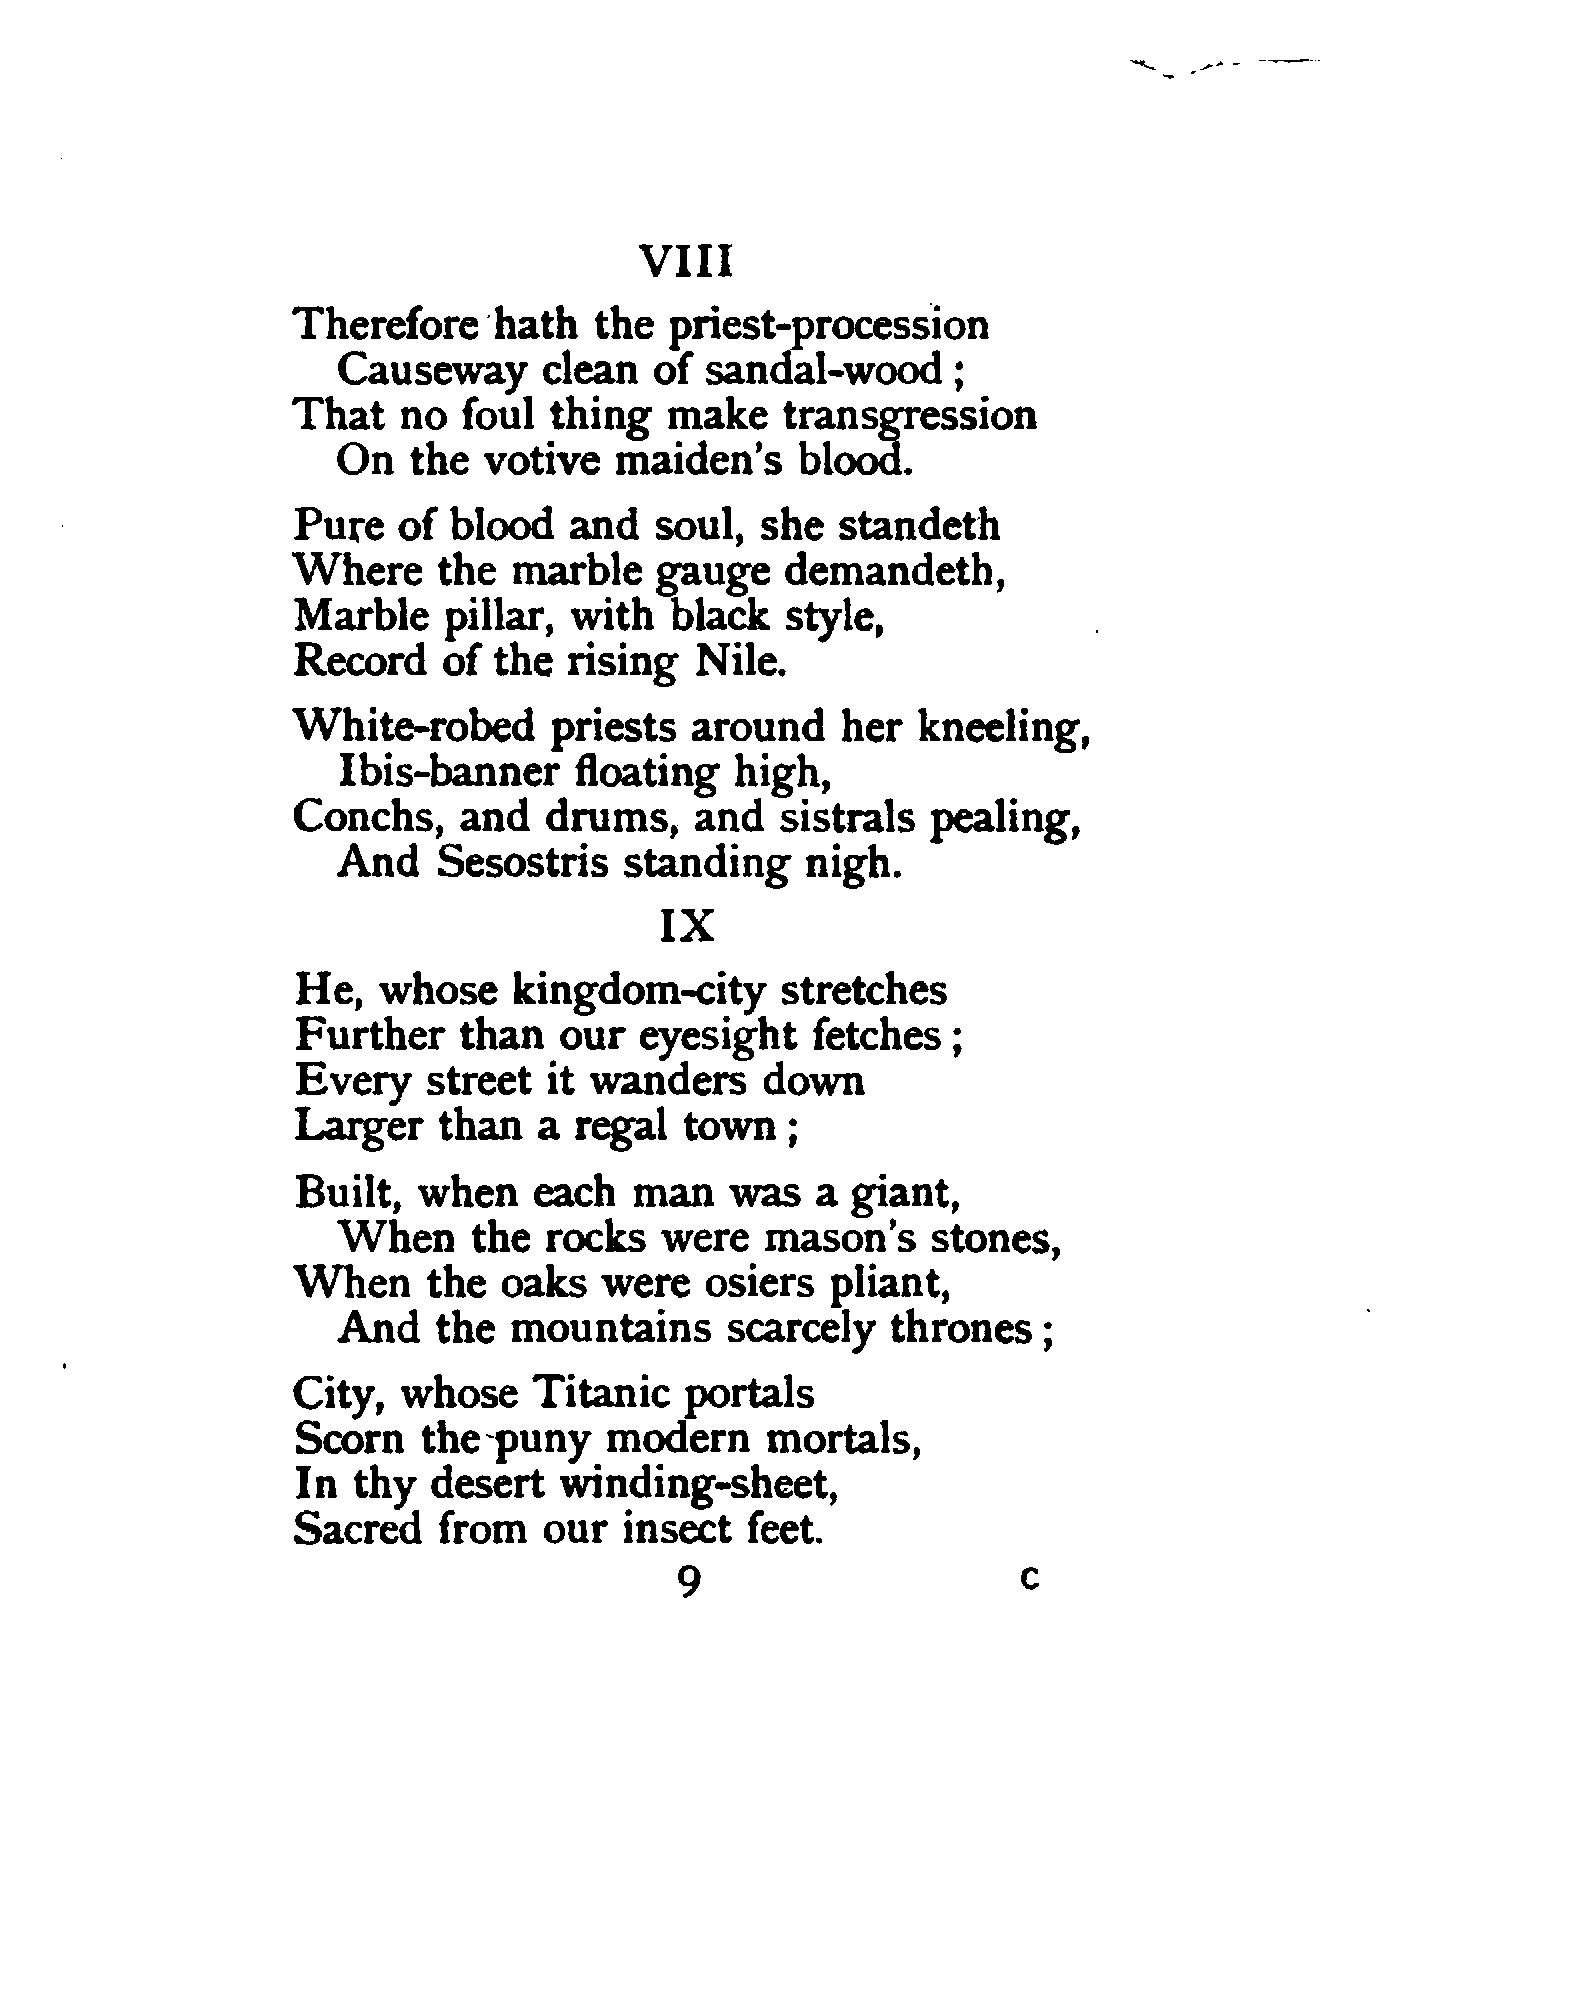 VIII
Therefore hath the priest-procession
Causeway clean of sandal-wood ;
That no foul thing make transgression
On the votive maiden's blood.
Pure of blood and soul, she standeth
Where the marble gauge demandeth,
Marble pillar, with black style,
Record of the rising Nile.
White-robed priests around her kneeling,
Ibis-banner floating high,
Conchs, and drums, and sistrals pealing,
And Sesostris standing nigh.
IX
He, whose kingdom-city stretches
Further than our eyesight fetches ;
Every street it wanders down
Larger than a regal town ;
Built, when each man was a giant,
When the rocks were mason's stones,
When the oaks were osiers pliant,
And the mountains scarcely thrones ;
City, whose Titanic portals
Scorn the puny modern mortals,
In thy desert winding-sheet,
Sacred from our insect feet.
9 C